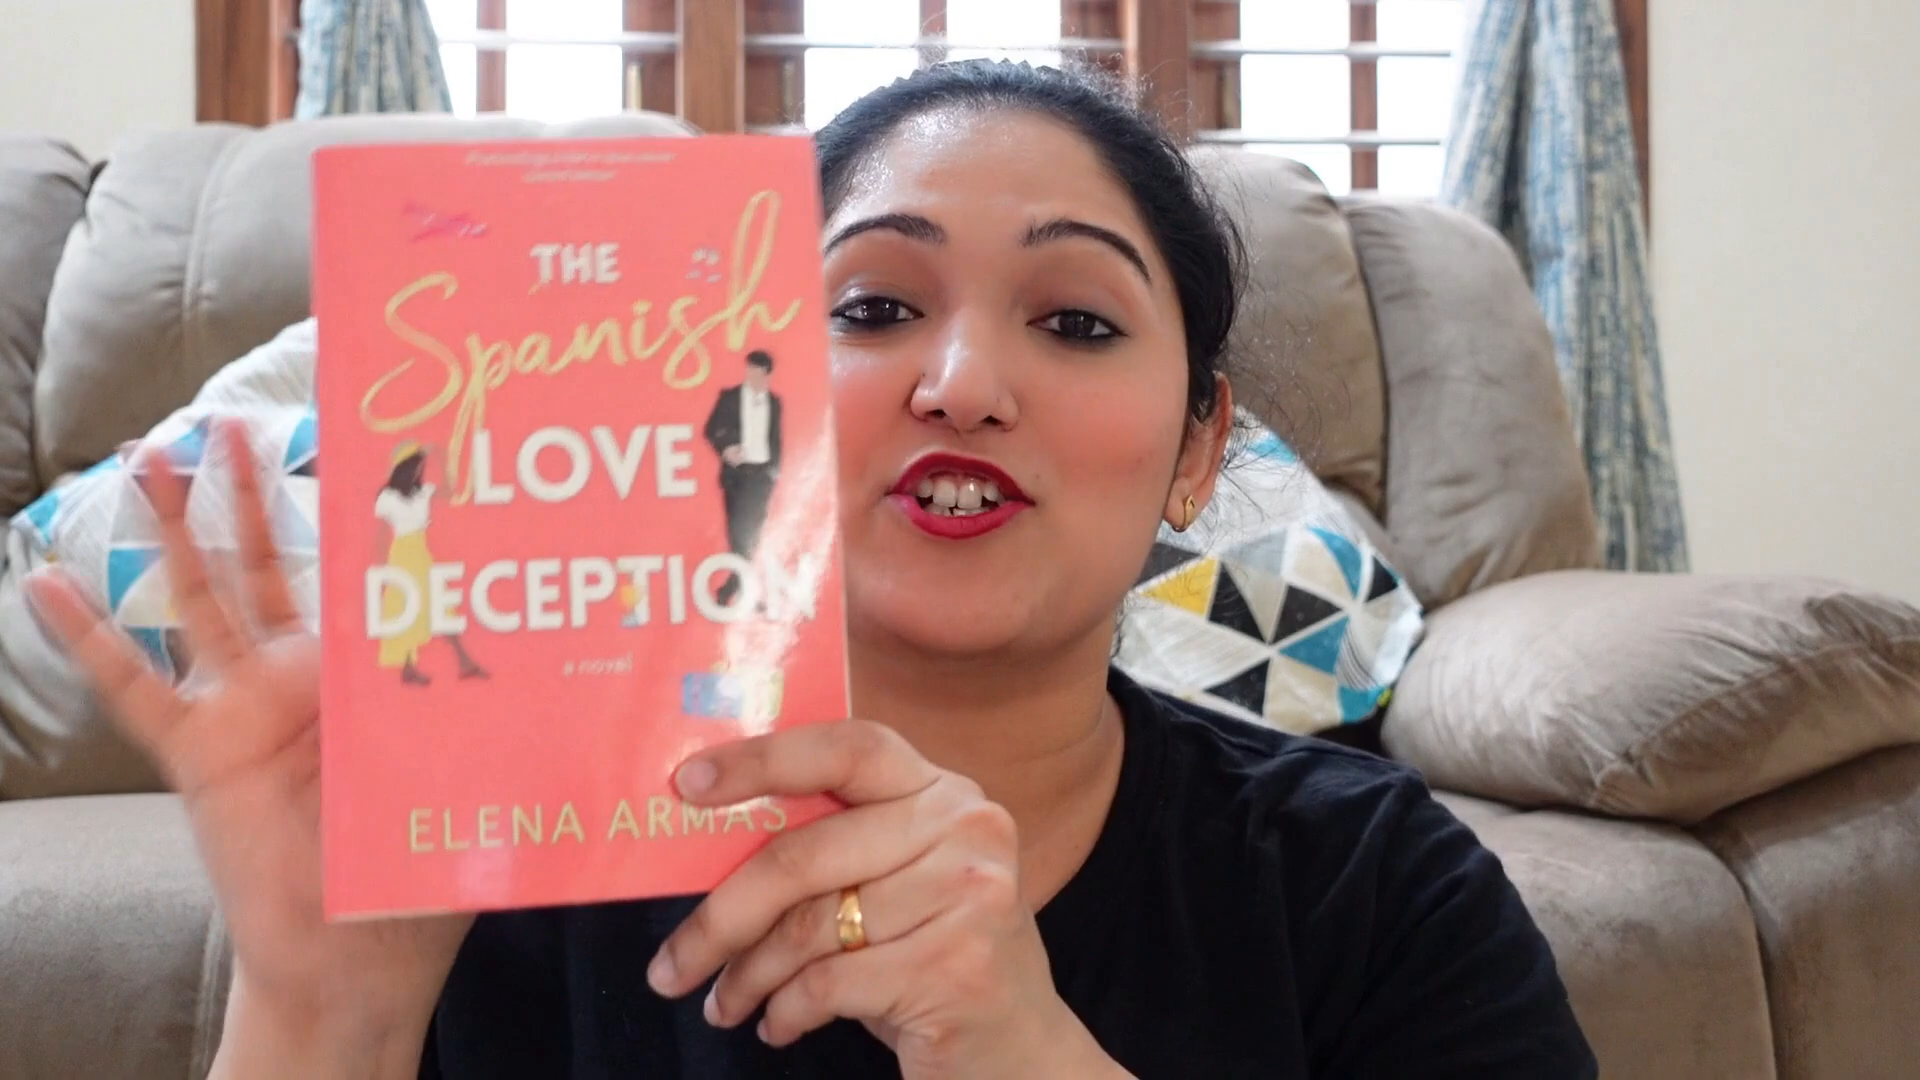 THE
Spanish
LOVE
DECEPTION
a novel
ELENA ARMAS